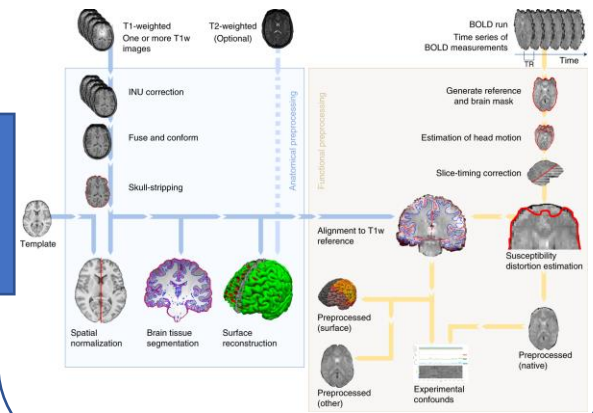 T1-weighted
One or more T1w
images
T2-weighted
(Optional)
BOLD run
Time series of
BOLD measurements
TR
Time
INU correction
Fuse and conform
Skull-stripping
Anatomical preprocessing
Functional preprocessing
Generate reference
and brain mask
Estimation of head motion
Slice-timing correction
Template
Alignment to T1w
reference
Susceptibility
distortion estimation
Spatial
normalization
Brain tissue
segmentation
Surface
reconstruction
Preprocessed
(surface)
Preprocessed
(other)
Experimental
confounds
Preprocessed
(native)